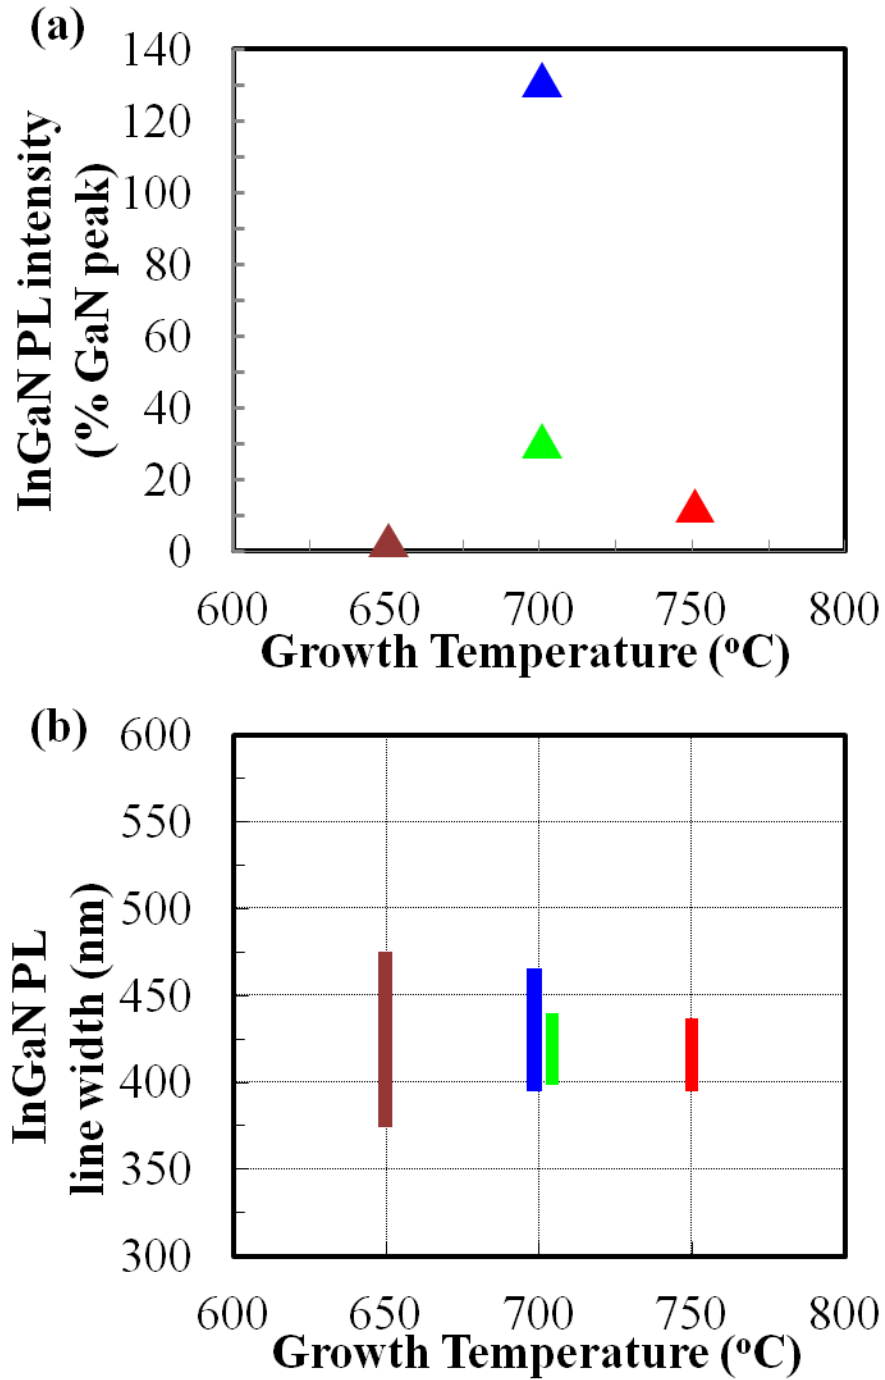 (a)
140
120
100
80
60
40
20
0
InGaN PL intensity
(% GaN peak)
600 650 700 750 800
Growth Temperature (ᵒC)
(b)
600
550
500
450
400
350
300
InGaN PL
line width (nm)
600 650 700 750 800
Growth Temperature (ᵒC)